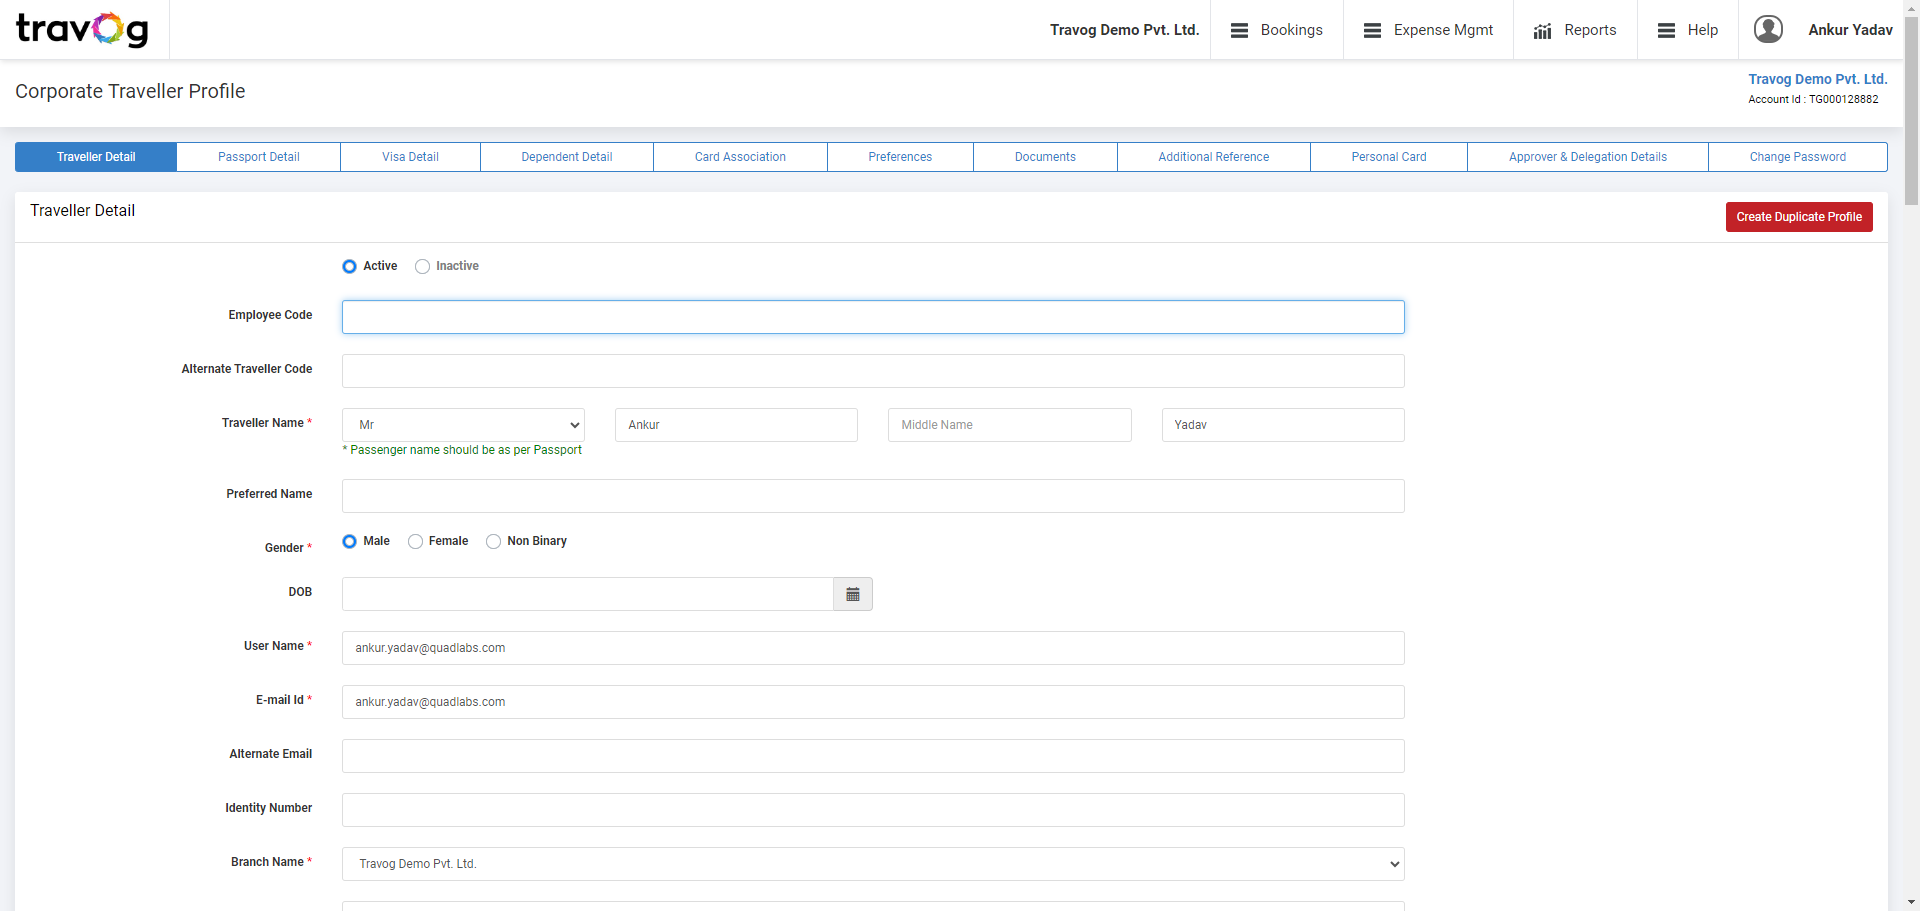 travog
Travog Demo Pvt. Ltd. Bookings Expense Mgmt Reports Help Ankur Yadav
Corporate Traveller Profile
Travog Demo Pvt. Ltd.
Account Id : TG000128882
Traveller Detail Passport Detail Visa Detail Dependent Detail Card Association Preferences Documents Additional Reference Personal Card Approver & Delegation Details Change Password
Traveller Detail
Create Duplicate Profile
Active Inactive
Employee Code
Alternate Traveller Code
Traveller Name * Mr Ankur Middle Name Yadav
* Passenger name should be as per Passport
Preferred Name
Gender * Male Female Non Binary
DOB
User Name * ankur.yadav@quadlabs.com
E-mail Id * ankur.yadav@quadlabs.com
Alternate Email
Identity Number
Branch Name * Travog Demo Pvt. Ltd.